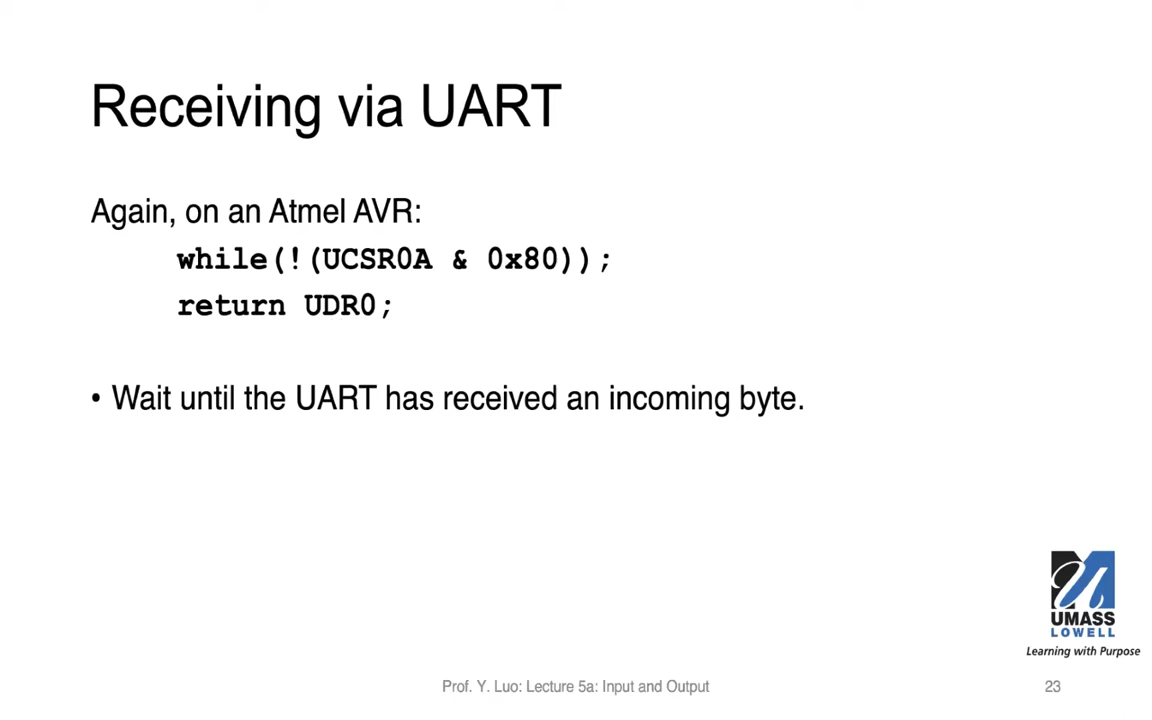 Receiving via UART
Again, on an Atmel AVR:
while(!(UCSR0A & 0x80));
return UDR0;
• Wait until the UART has received an incoming byte.
UMASS
LOWELL
Learning with Purpose
Prof. Y. Luo: Lecture 5a: Input and Output
23